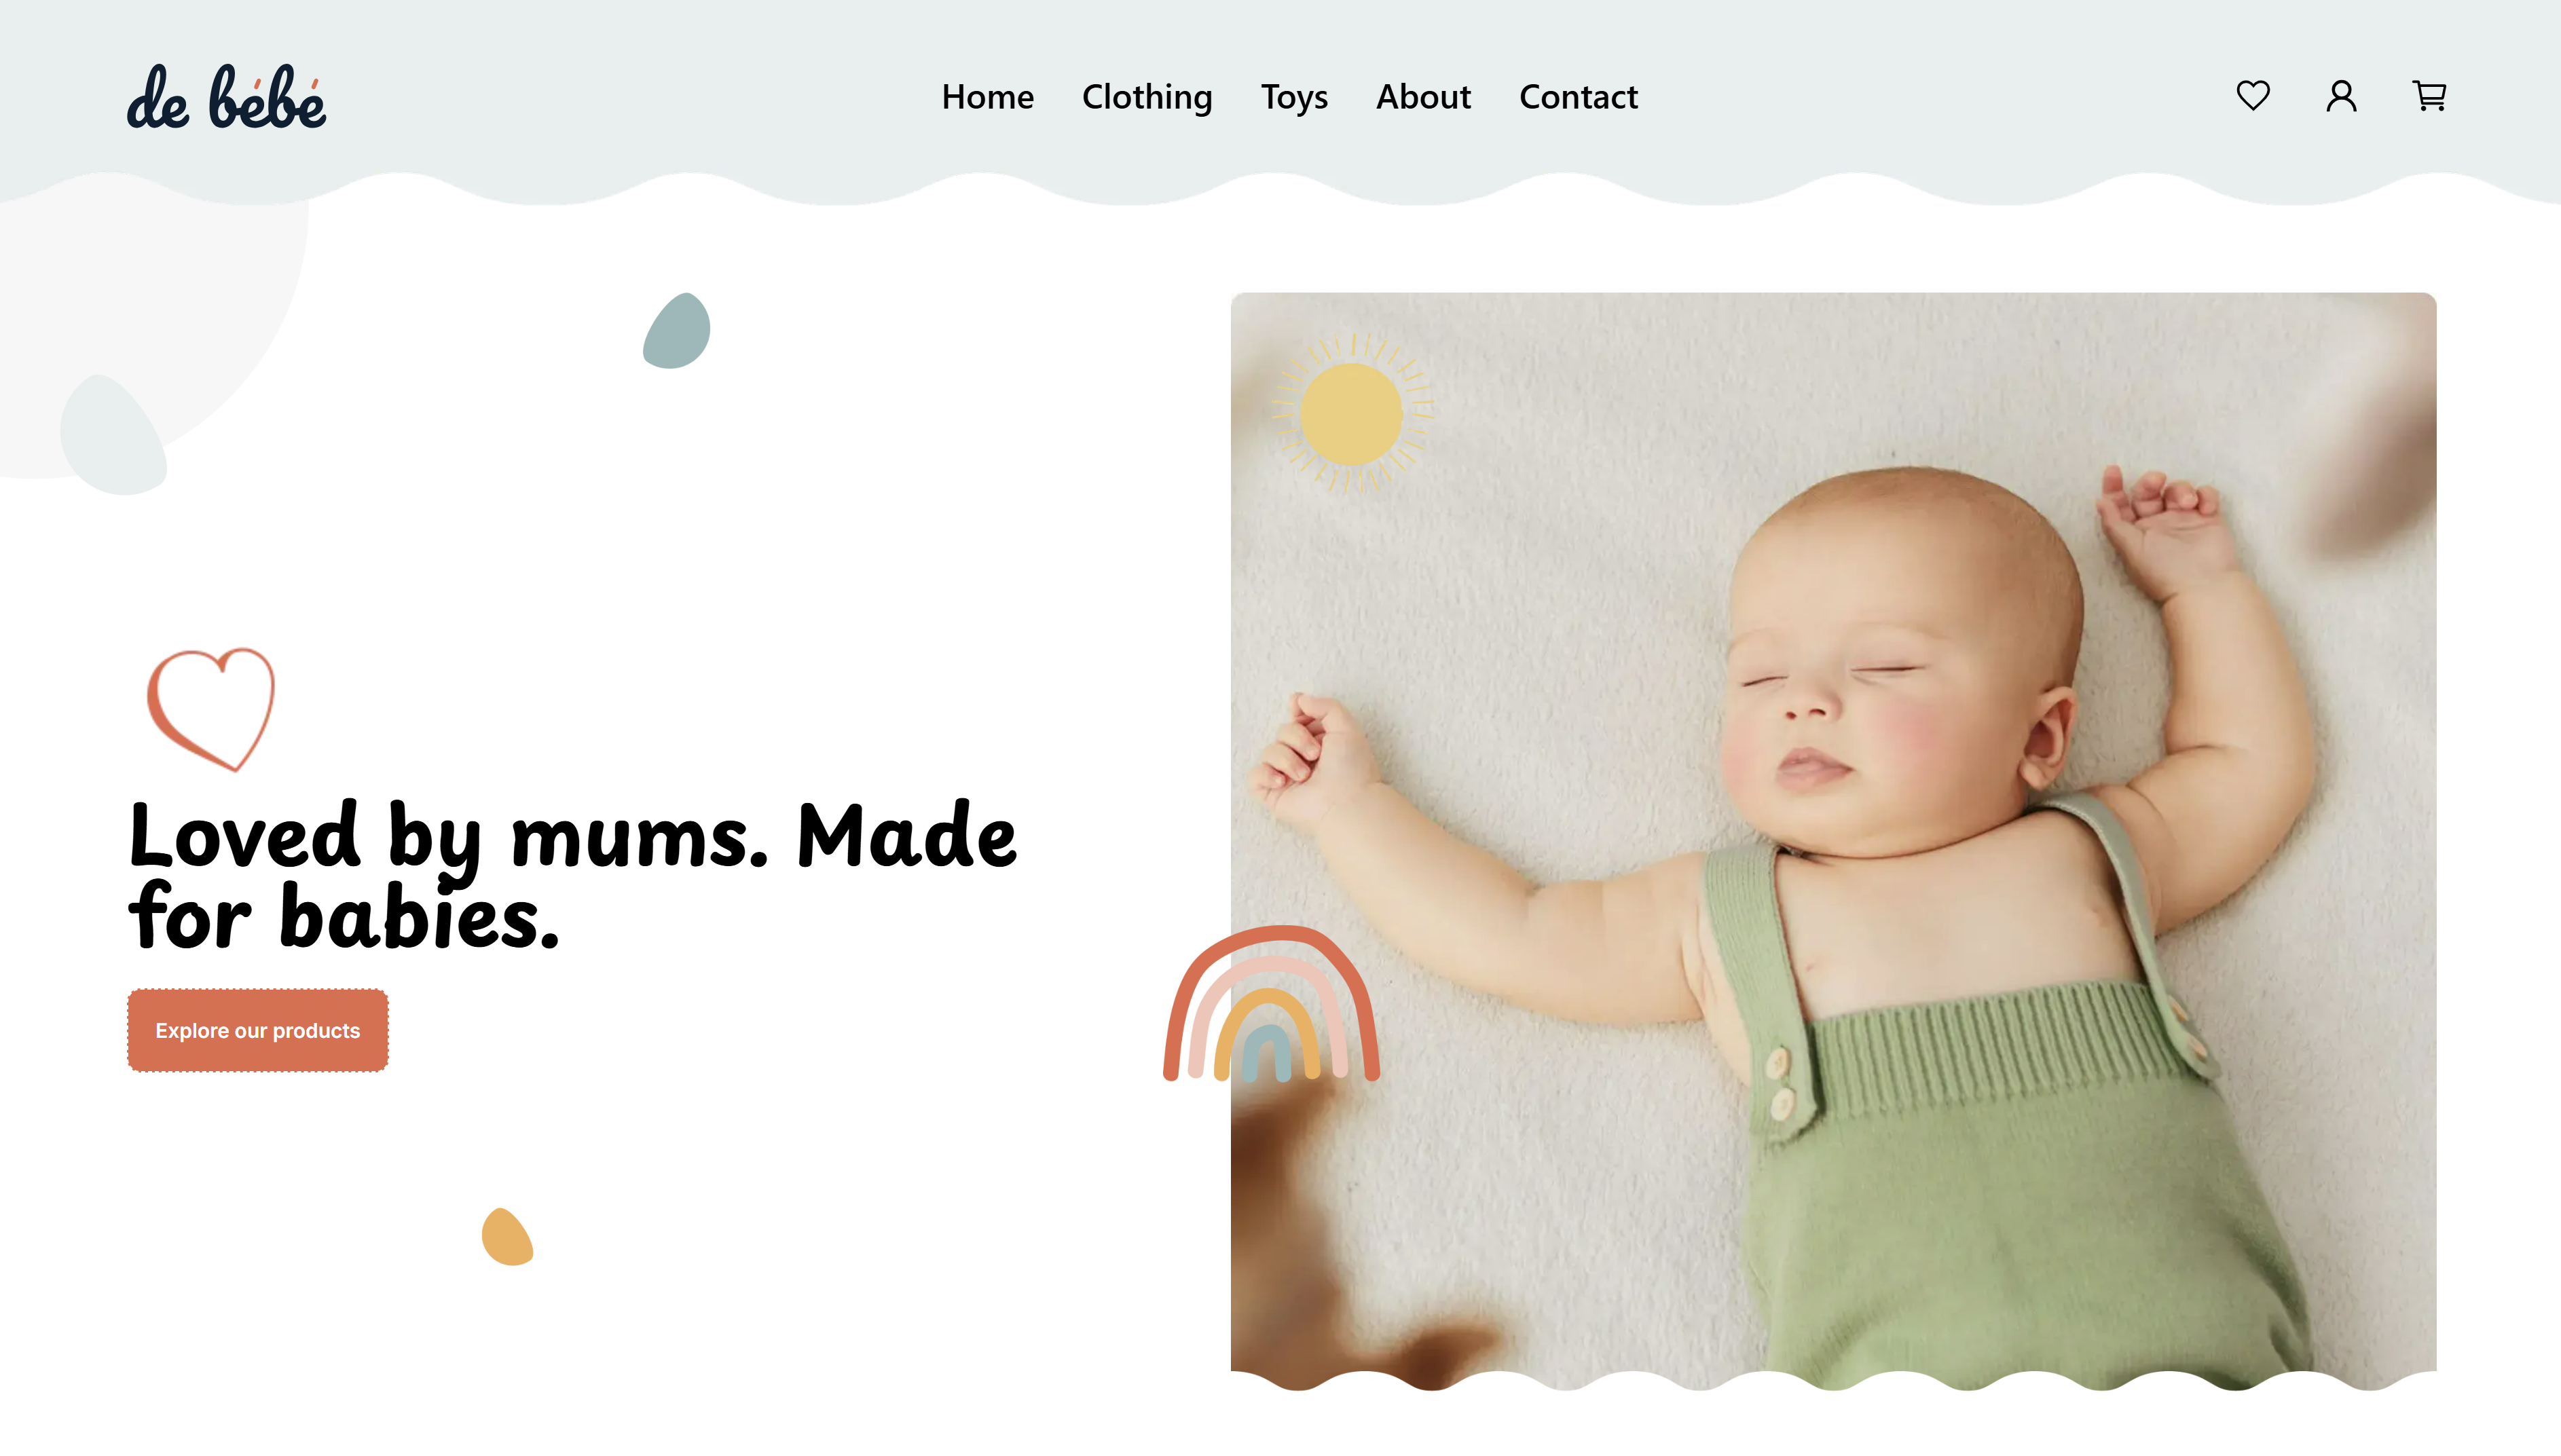 de bébé
Home
Clothing
Toys
About
Contact
Loved by mums. Made
for babies.
Explore our products